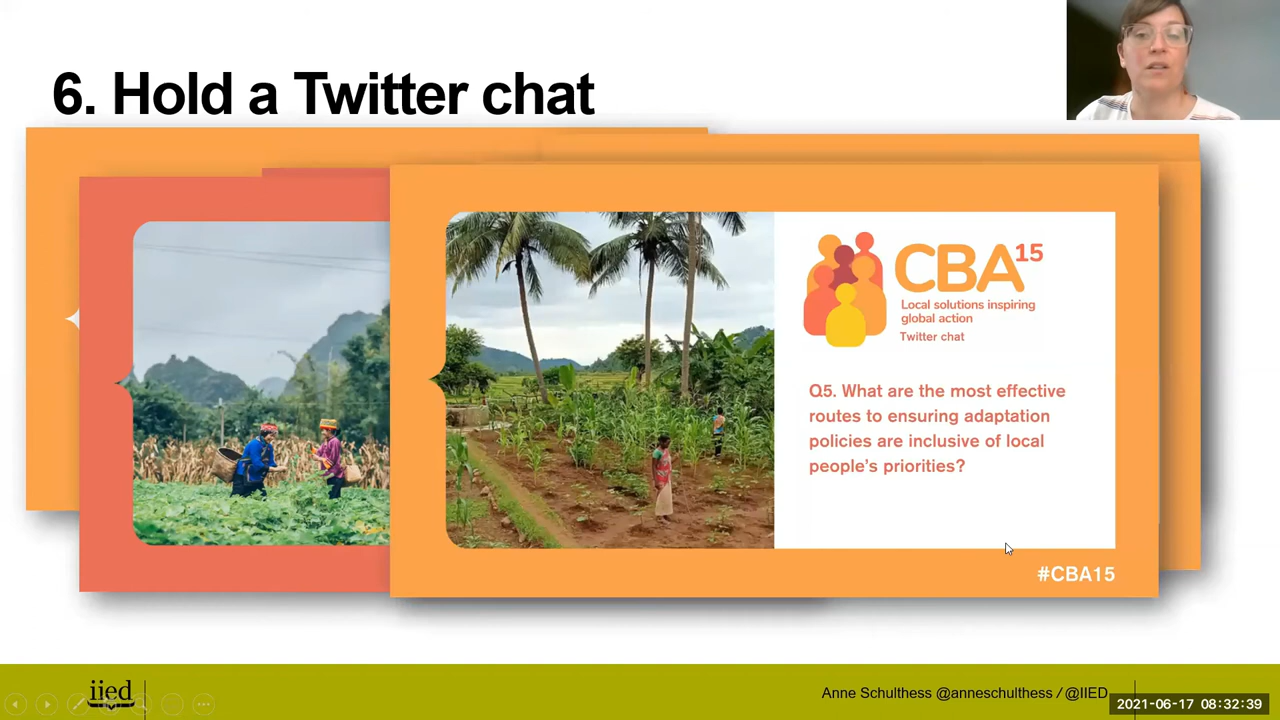 6. Hold a Twitter chat
CBA15
Local solutions inspiring
global action
Twitter chat
Q5. What are the most effective
routes to ensuring adaptation
policies are inclusive of local
people's priorities?
#CBA15
iied
Anne Schulthess @anneschulthess / @IIED
2021-06-17 08:32:39